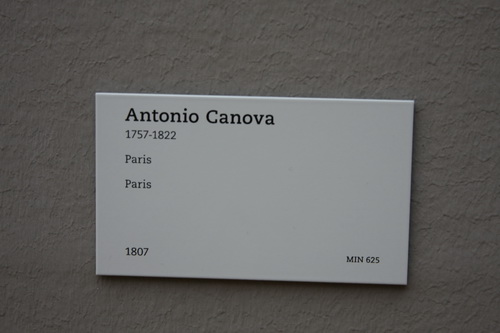 Antonio Canova
1757-1822
Paris
Paris
1807
MIN 625